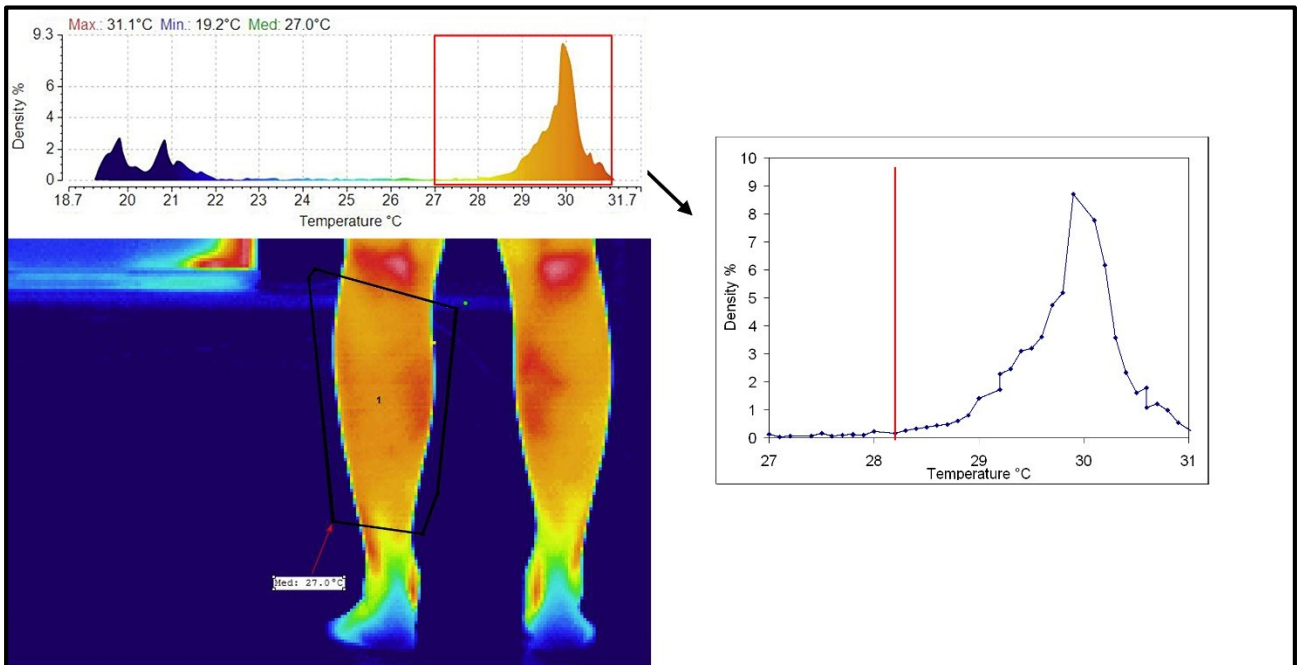 Max.: 31.1°C Min.: 19.2°C Med: 27.0°C
9.3
6
4
2
0
Density %
18.7 20 21 22 23 24 25 26 27 28 29 30 31.7
Temperature °C
1
Med: 27.0°C
10
9
8
7
6
5
4
3
2
1
0
Density %
27 28 29 30 31
Temperature °C